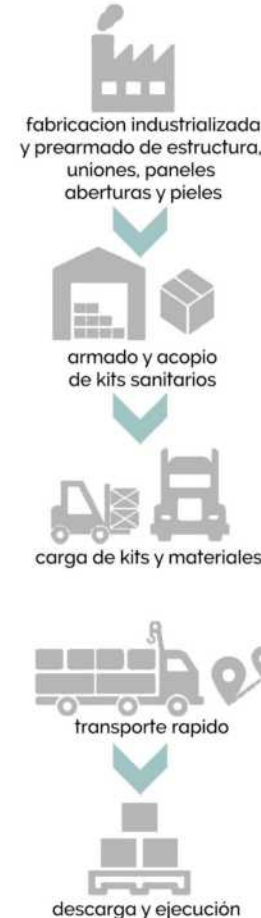 fabricacion industrializada
y prearmado de estructura,
uniones, paneles
aberturas y pieles
armado y acopio
de kits sanitarios
carga de kits y materiales
transporte rapido
descarga y ejecución